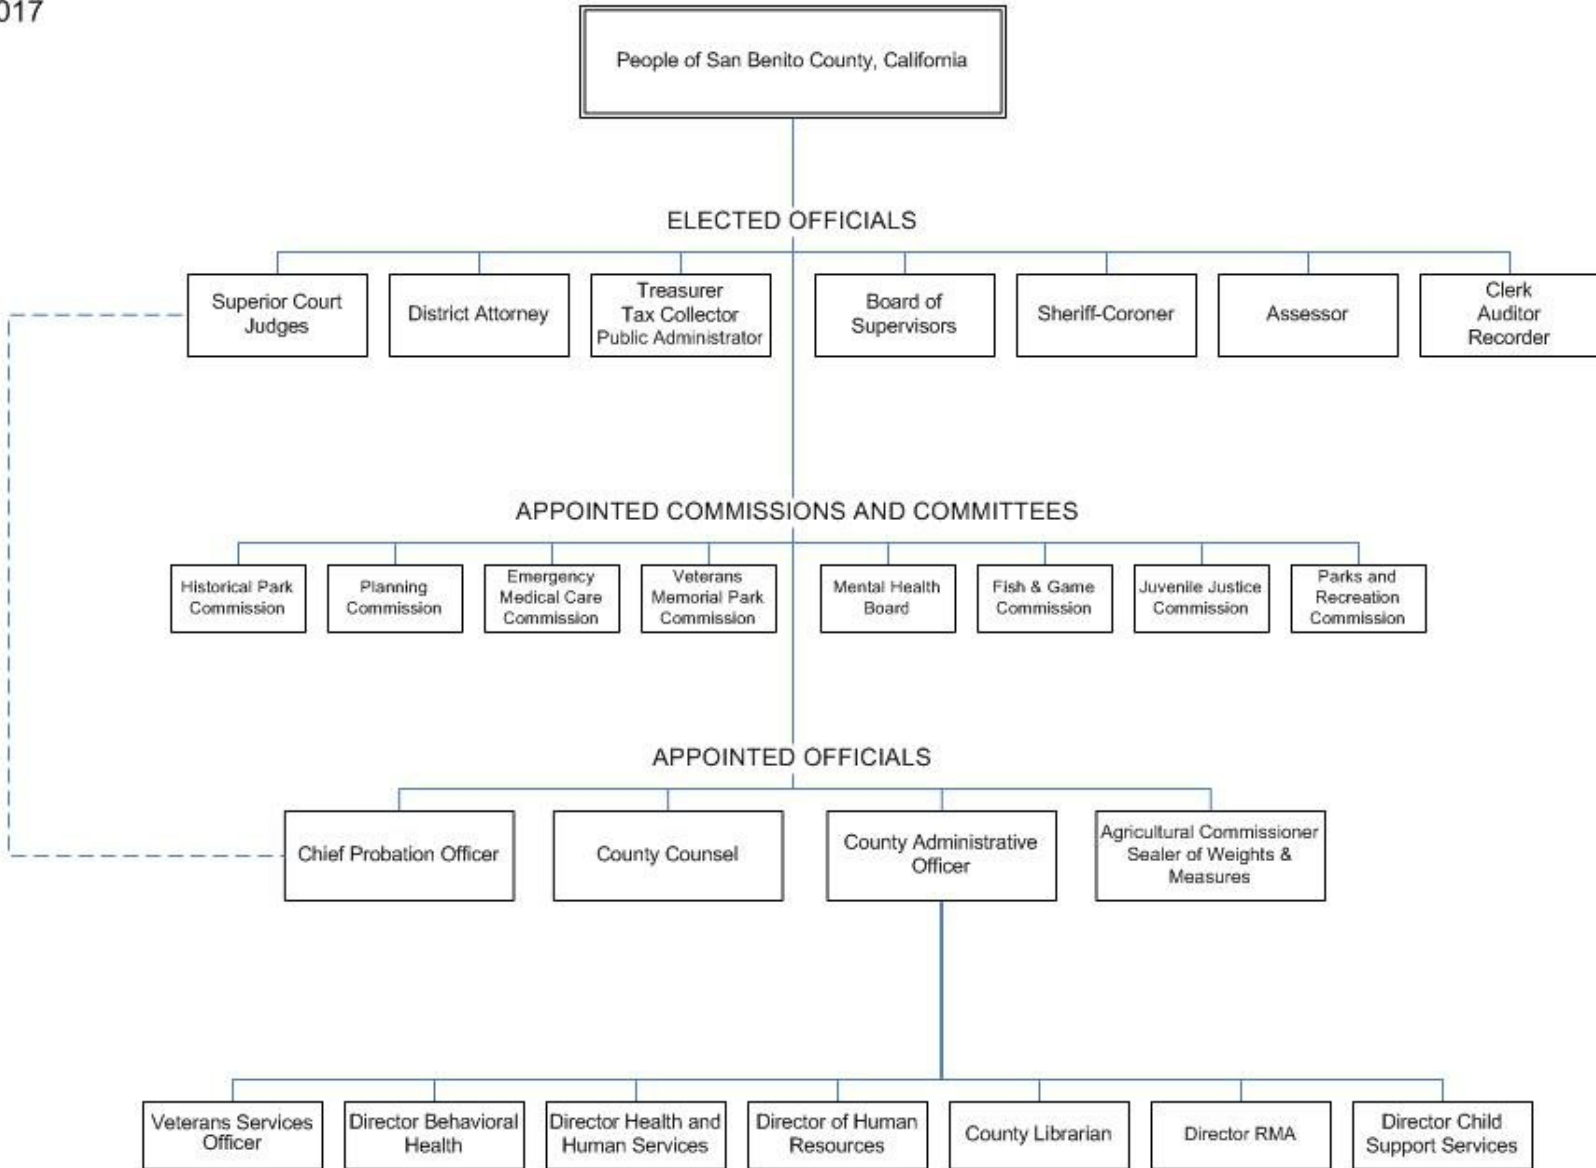 017
People of San Benito County, California
ELECTED OFFICIALS
Superior Court
Judges
District Attorney
Treasurer
Tax Collector
Public Administrator
Board of
Supervisors
Sheriff-Coroner
Assessor
Clerk
Auditor
Recorder
APPOINTED COMMISSIONS AND COMMITTEES
Historical Park
Commission
Planning
Commission
Emergency
Medical Care
Commission
Veterans
Memorial Park
Commission
Mental Health
Board
Fish & Game
Commission
Juvenile Justice
Commission
Parks and
Recreation
Commission
APPOINTED OFFICIALS
Chief Probation Officer
County Counsel
County Administrative
Officer
Agricultural Commissioner
Sealer of Weights &
Measures
Veterans Services
Officer
Director Behavioral
Health
Director Health and
Human Services
Director of Human
Resources
County Librarian
Director RMA
Director Child
Support Services